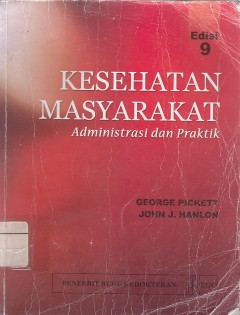 Edisi
9
KESEHATAN
MASYARAKAT
Administrasi dan Praktik
GEORGE PICKETT
JOHN J. HANLON
PENERBIT BUKU KEDOKTERAN